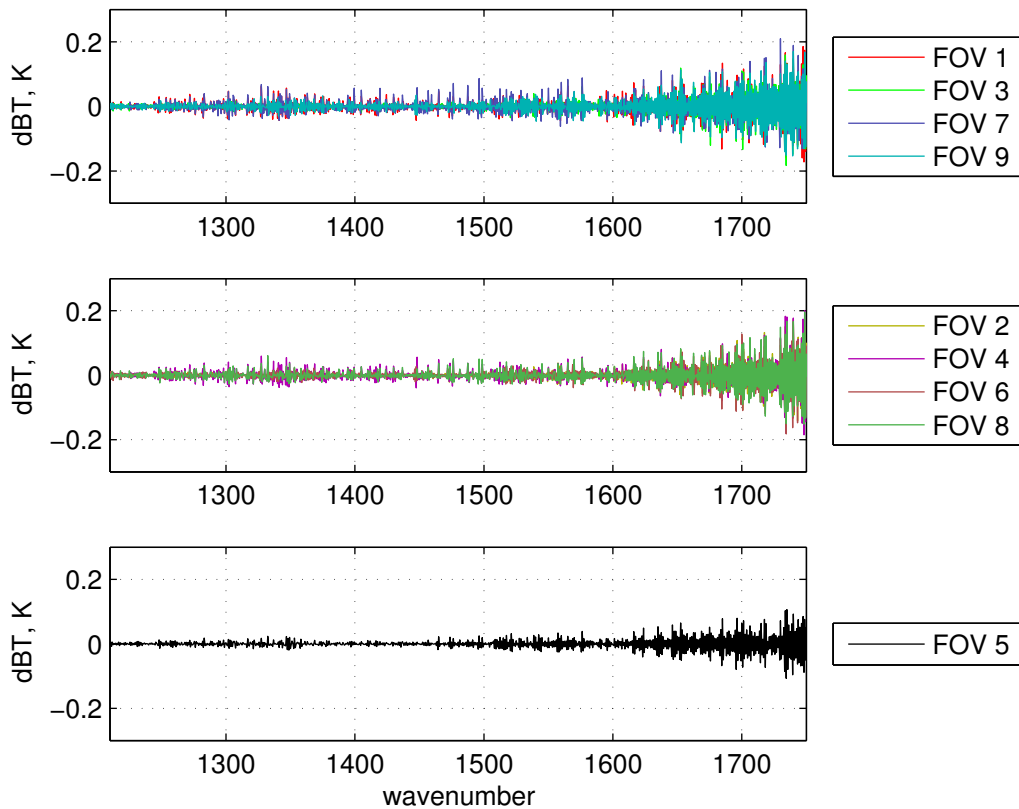 dBT, K
0.2
0
−0.2
1300 1400 1500 1600 1700
FOV 1
FOV 3
FOV 7
FOV 9
dBT, K
0.2
0
−0.2
1300 1400 1500 1600 1700
FOV 2
FOV 4
FOV 6
FOV 8
dBT, K
0.2
0
−0.2
1300 1400 1500 1600 1700
wavenumber
FOV 5